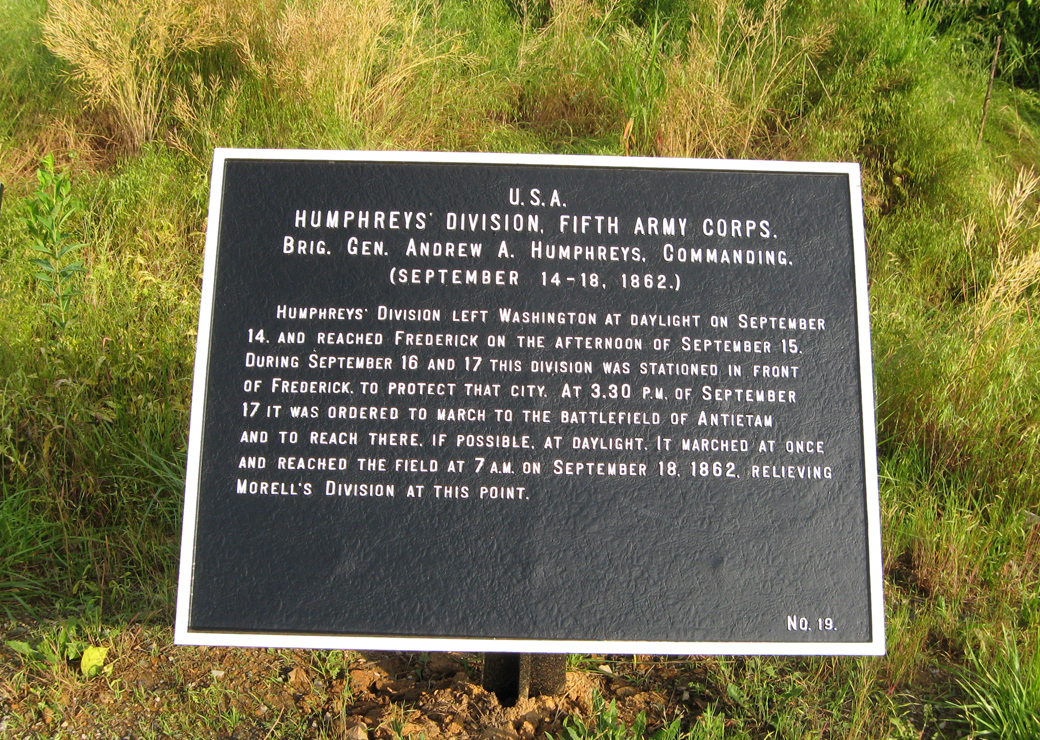 U.S.A.
HUMPHREYS' DIVISION, FIFTH ARMY CORPS.
BRIG. GEN. ANDREW A. HUMPHREYS, COMMANDING.
(SEPTEMBER 14-18, 1862.)
HUMPHREYS' DIVISION LEFT WASHINGTON AT DAYLIGHT ON SEPTEMBER
14, AND REACHED FREDERICK ON THE AFTERNOON OF SEPTEMBER 15.
DURING SEPTEMBER 16 AND 17 THIS DIVISION WAS STATIONED IN FRONT
OF FREDERICK, TO PROTECT THAT CITY. AT 3.30 P.M. OF SEPTEMBER
17 IT WAS ORDERED TO MARCH TO THE BATTLEFIELD OF ANTIETAM
AND TO REACH THERE, IF POSSIBLE, AT DAYLIGHT. IT MARCHED AT ONCE
AND REACHED THE FIELD AT 7 A.M. ON SEPTEMBER 18, 1862, RELIEVING
MORELL'S DIVISION AT THIS POINT.
NO. 19.